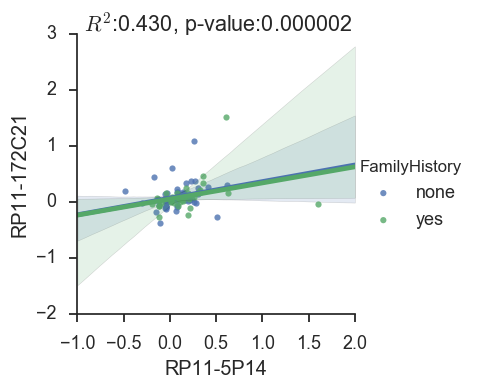 R²:0.430, p-value:0.000002
3
2
1
0
−1
−2
RP11-172C21
−1.0 −0.5 0.0 0.5 1.0 1.5 2.0
RP11-5P14
FamilyHistory
none
yes